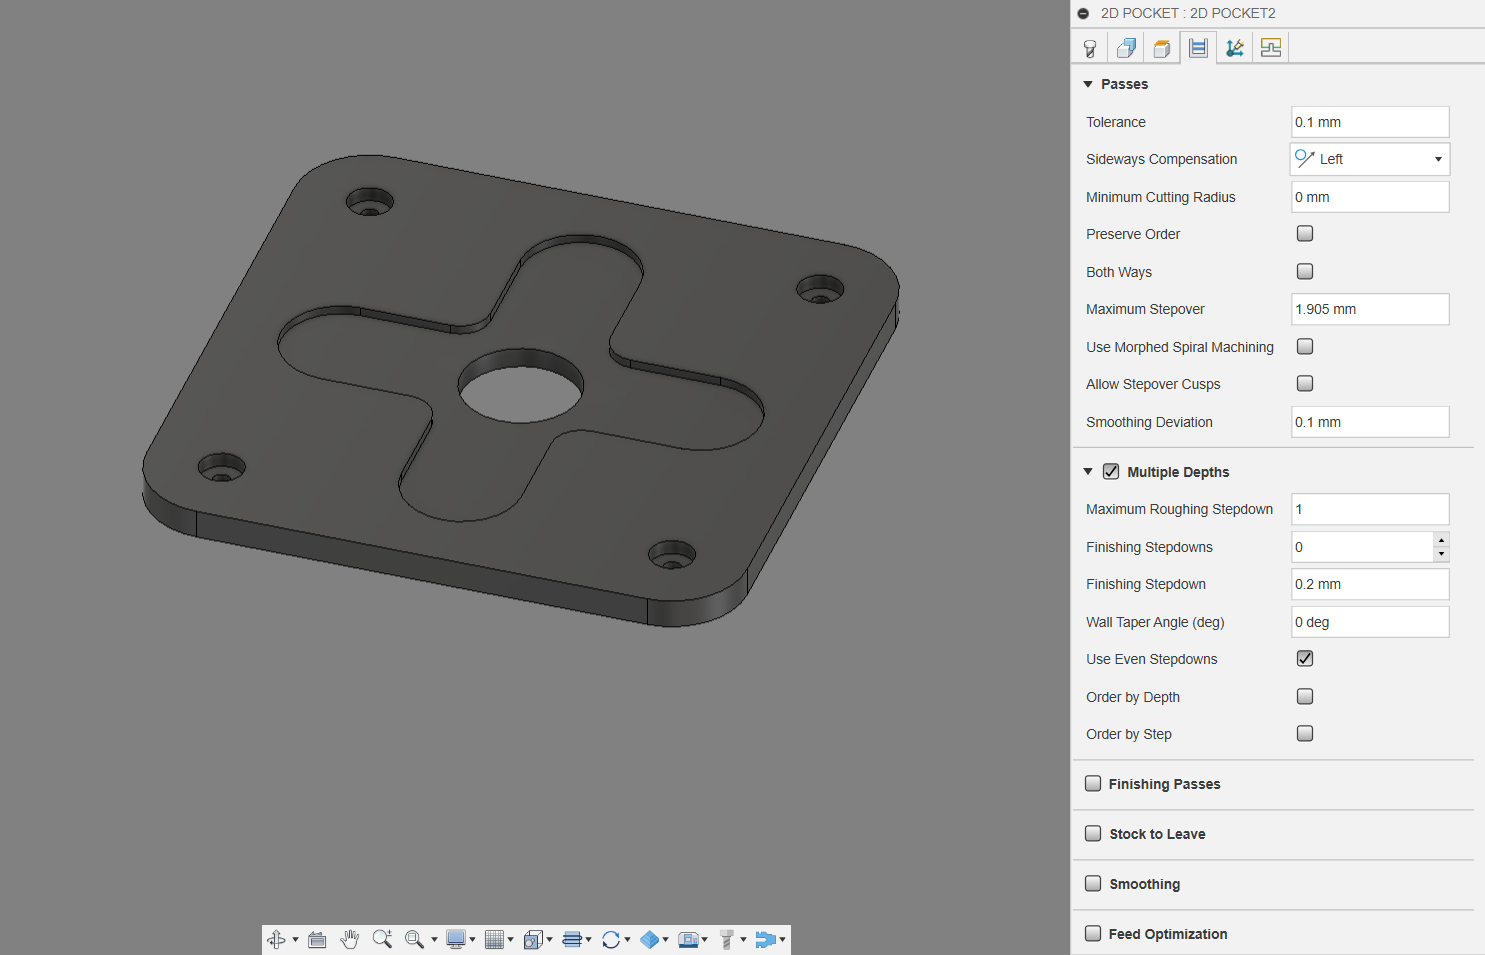 2D POCKET : 2D POCKET2
Passes
Tolerance 0.1 mm
Sideways Compensation Left
Minimum Cutting Radius 0 mm
Preserve Order
Both Ways
Maximum Stepover 1.905 mm
Use Morphed Spiral Machining
Allow Stepover Cusps
Smoothing Deviation 0.1 mm
Multiple Depths
Maximum Roughing Stepdown 1
Finishing Stepdowns 0
Finishing Stepdown 0.2 mm
Wall Taper Angle (deg) 0 deg
Use Even Stepdowns
Order by Depth
Order by Step
Finishing Passes
Stock to Leave
Smoothing
Feed Optimization